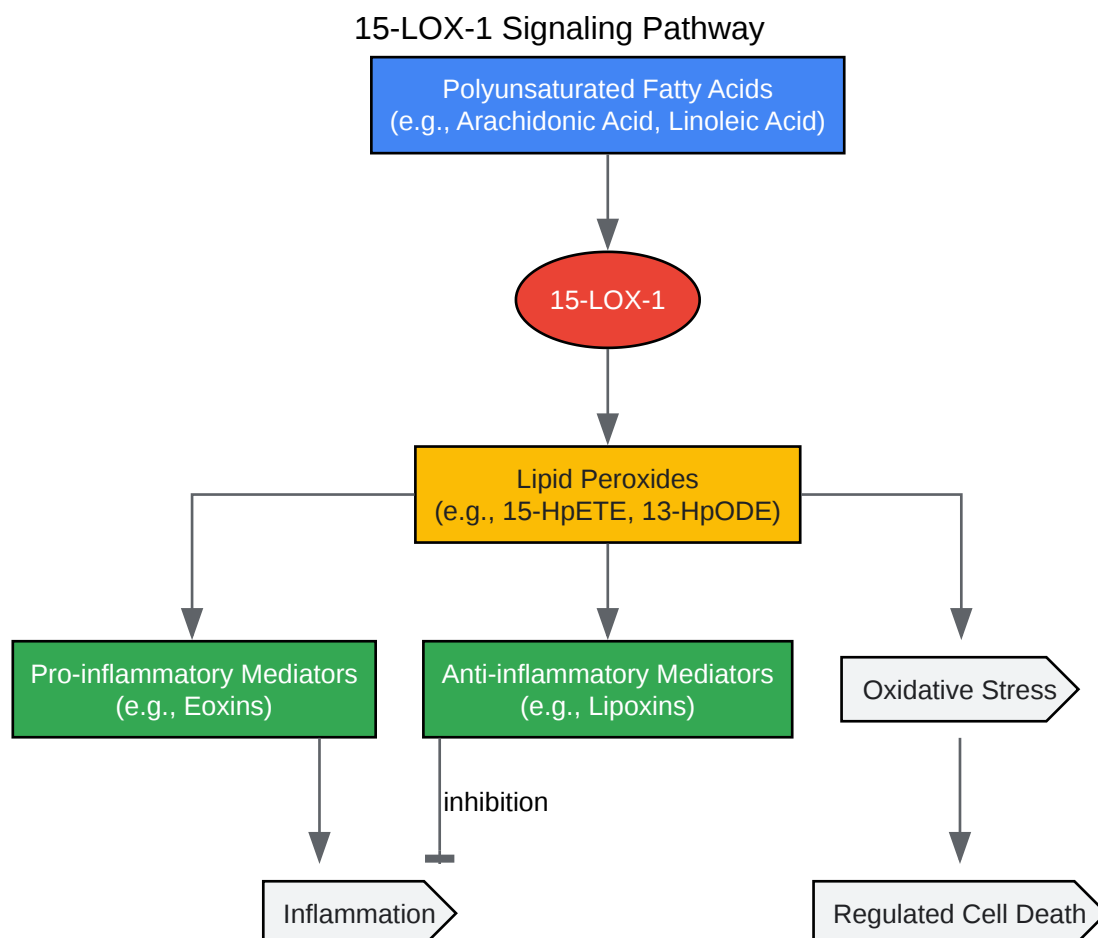 15-LOX-1 Signaling Pathway
Polyunsaturated Fatty Acids
(e.g., Arachidonic Acid, Linoleic Acid)
15-LOX-1
Lipid Peroxides
(e.g., 15-HpETE, 13-HpODE)
Pro-inflammatory Mediators
(e.g., Eoxins)
Anti-inflammatory Mediators
(e.g., Lipoxins)
Oxidative Stress
inhibition
Inflammation
Regulated Cell Death